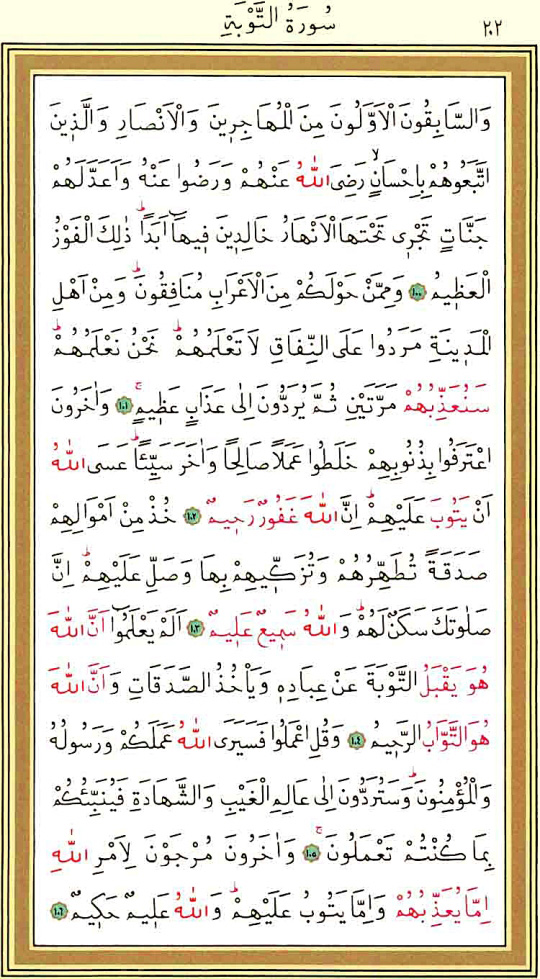 ٢٠٢ سُورَةُ التَّوْبَةِ
وَالسَّابِقُونَ الْاَوَّلُونَ مِنَ الْمُهَاجِرٖينَ وَالْاَنْصَارِ وَالَّذٖينَ
اتَّبَعُوهُمْ بِاِحْسَانٍۙ رَضِيَ اللّٰهُ عَنْهُمْ وَرَضُوا عَنْهُ وَاَعَدَّ لَهُمْ
جَنَّاتٍ تَجْرٖي تَحْتَهَا الْاَنْهَارُ خَالِدٖينَ فٖيهَٓا اَبَدًاؕ ذٰلِكَ الْفَوْزُ
الْعَظٖيمُ ﴿١٠٠﴾ وَمِمَّنْ حَوْلَكُمْ مِنَ الْاَعْرَابِ مُنَافِقُونَؕ وَمِنْ اَهْلِ
الْمَدٖينَةِ مَرَدُوا عَلَى النِّفَاقِ لَا تَعْلَمُهُمْؕ نَحْنُ نَعْلَمُهُمْؕ
سَنُعَذِّبُهُمْ مَرَّتَيْنِ ثُمَّ يُرَدُّونَ اِلٰى عَذَابٍ عَظٖيمٍۚ ﴿١٠١﴾ وَاٰخَرُونَ
اعْتَرَفُوا بِذُنُوبِهِمْ خَلَطُوا عَمَلًا صَالِحًا وَاٰخَرَ سَيِّئًاؕ عَسَى اللّٰهُ
اَنْ يَتُوبَ عَلَيْهِمْؕ اِنَّ اللّٰهَ غَفُورٌ رَحٖيمٌ ﴿١٠٢﴾ خُذْ مِنْ اَمْوَالِهِمْ
صَدَقَةً تُطَهِّرُهُمْ وَتُزَكّٖيهِمْ بِهَا وَصَلِّ عَلَيْهِمْؕ اِنَّ
صَلٰوتَكَ سَكَنٌ لَهُمْؕ وَاللّٰهُ سَمٖيعٌ عَلٖيمٌ ﴿١٠٣﴾ اَلَمْ يَعْلَمُٓوا اَنَّ اللّٰهَ
هُوَ يَقْبَلُ التَّوْبَةَ عَنْ عِبَادِهٖ وَيَاْخُذُ الصَّدَقَاتِ وَاَنَّ اللّٰهَ
هُوَ التَّوَّابُ الرَّحٖيمُ ﴿١٠٤﴾ وَقُلِ اعْمَلُوا فَسَيَرَى اللّٰهُ عَمَلَكُمْ وَرَسُولُهُ
وَالْمُؤْمِنُونَؕ وَسَتُرَدُّونَ اِلٰى عَالِمِ الْغَيْبِ وَالشَّهَادَةِ فَيُنَبِّئُكُمْ
بِمَا كُنْتُمْ تَعْمَلُونَۚ ﴿١٠٥﴾ وَاٰخَرُونَ مُرْجَوْنَ لِاَمْرِ اللّٰهِ
اِمَّا يُعَذِّبُهُمْ وَاِمَّا يَتُوبُ عَلَيْهِمْؕ وَاللّٰهُ عَلٖيمٌ حَكٖيمٌ ﴿١٠٦﴾